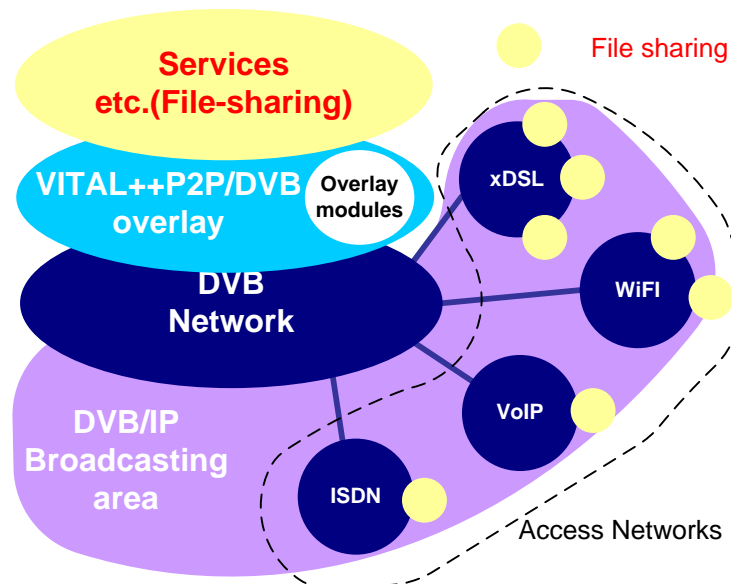 Services
etc.(File-sharing)
File sharing
VITAL++P2P/DVB
overlay
Overlay
modules
xDSL
DVB
Network
WiFI
VoIP
DVB/IP
Broadcasting
area
ISDN
Access Networks